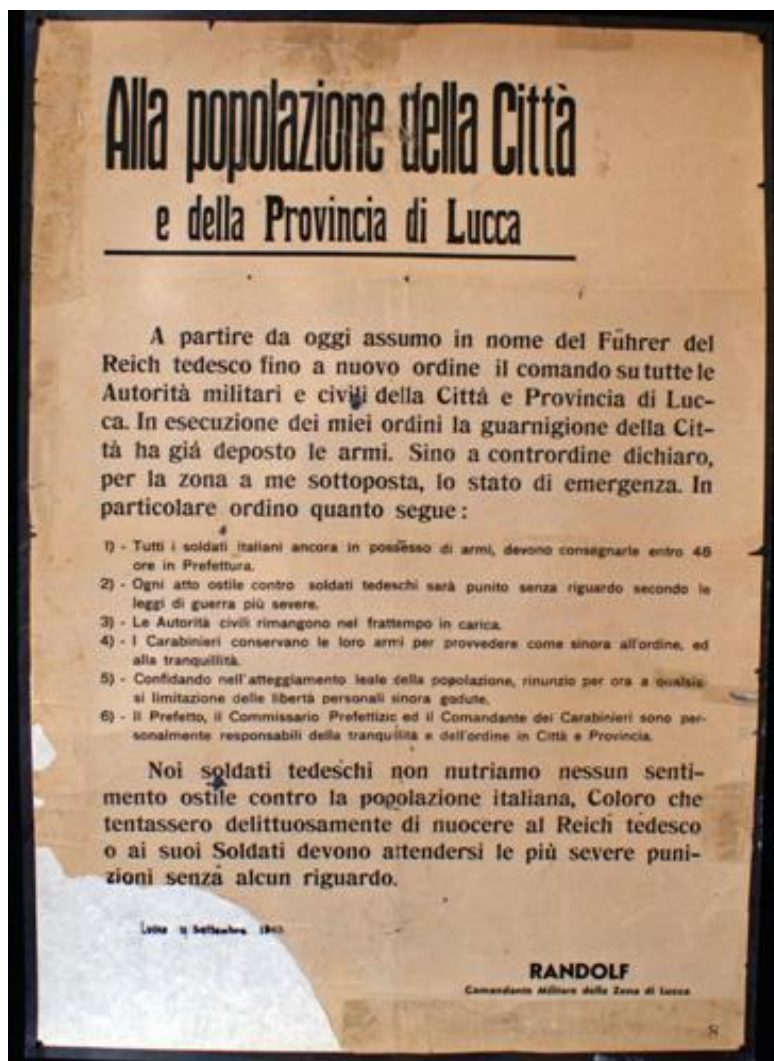 Alla popolazione della Città
e della Provincia di Lucca
A partire da oggi assumo in nome del Führer del
Reich tedesco fino a nuovo ordine il comando su tutte le
Autorità militari e civili della Città e Provincia di Luc-
ca. In esecuzione dei miei ordini la guarnigione della Cit-
tà ha giá deposto le armi. Sino a contrordine dichiaro,
per la zona a me sottoposta, lo stato di emergenza. In
particolare ordino quanto segue:
1) - Tutti i soldati italiani ancora in possesso di armi, devono consegnarle entro 48
ore in Prefettura.
2) - Ogni atto ostile contro soldati tedeschi sarà punito senza riguardo secondo le
leggi di guerra più severe.
3) - Le Autorità civili rimangono nel frattempo in carica.
4) - I Carabinieri conservano le loro armi per provvedere come sinora all'ordine, ed
alla tranquillità.
5) - Confidando nell'atteggiamento leale della popolazione, rinunzio per ora a qualsia-
si limitazione delle libertà personali sinora godute.
6) - Il Prefetto, il Commissario Prefettizic ed il Comandante dei Carabinieri sono per-
sonalmente responsabili della tranquillità e dell'ordine in Città e Provincia.
Noi soldati tedeschi non nutriamo nessun senti-
mento ostile contro la popolazione italiana, Coloro che
tentassero delittuosamente di nuocere al Reich tedesco
o ai suoi Soldati devono attendersi le più severe puni-
zioni senza alcun riguardo.
Lucca Settembre
RANDOLF
Comandante Militare della Zona di Lucca